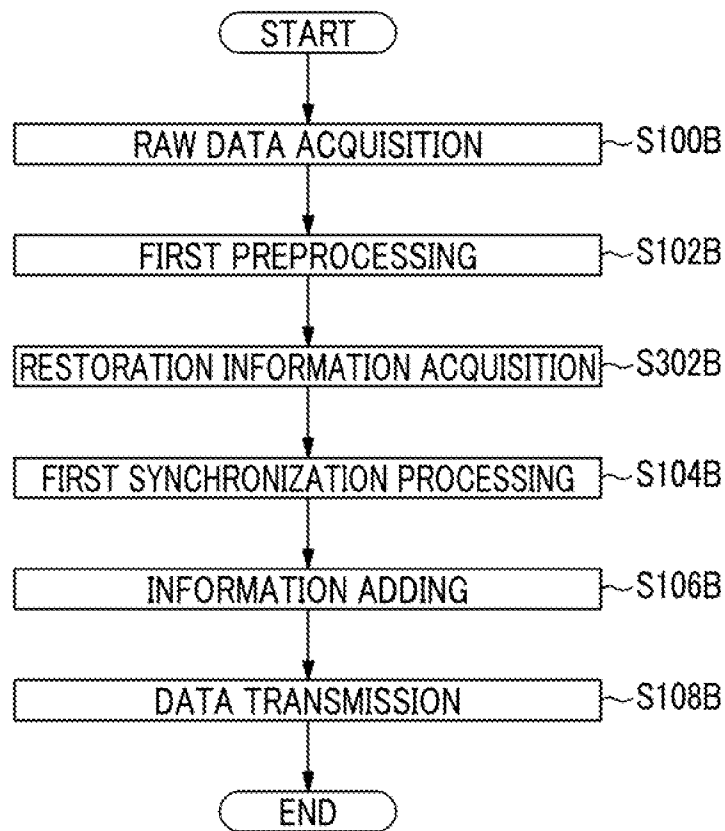 START
RAW DATA ACQUISITION S100B
FIRST PREPROCESSING S102B
RESTORATION INFORMATION ACQUISITION S302B
FIRST SYNCHRONIZATION PROCESSING S104B
INFORMATION ADDING S106B
DATA TRANSMISSION S108B
END